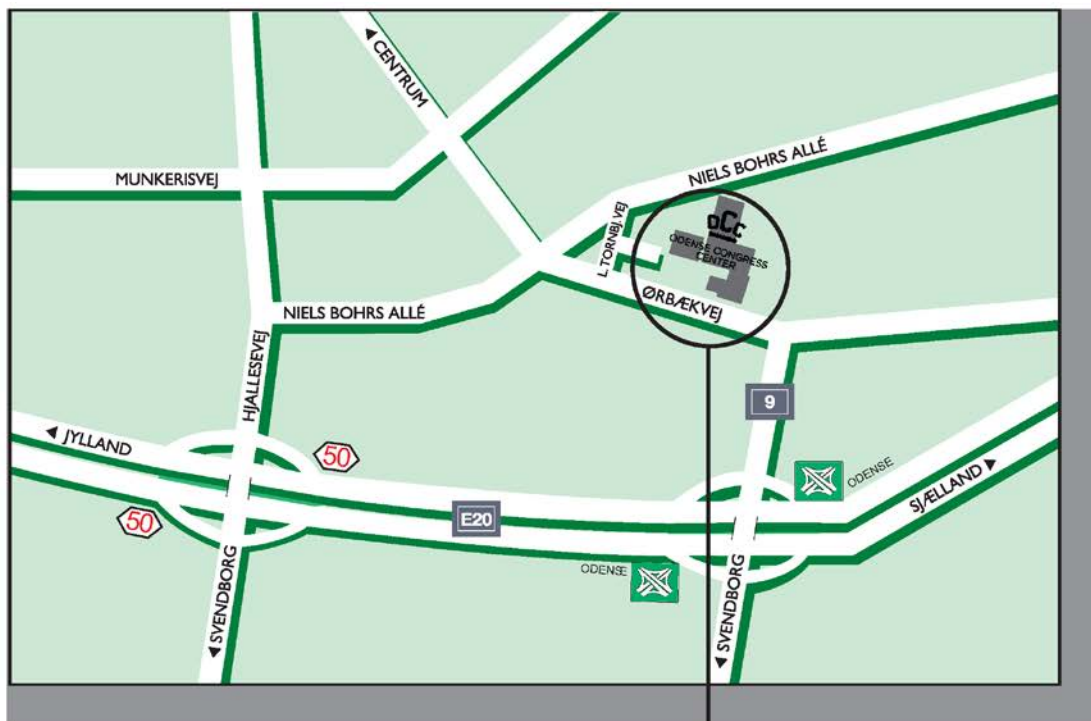 CENTRUM
MUNKERISVEJ
NIELS BOHRS ALLÉ
L.TORNBJ.VEJ
OCC
ODENSE CONGRESS
CENTER
ØRBÆKVEJ
NIELS BOHRS ALLÉ
HJALLESEVEJ
9
JYLLAND
50
ODENSE
SJÆLLAND
50
E20
ODENSE
SVENDBORG
SVENDBORG